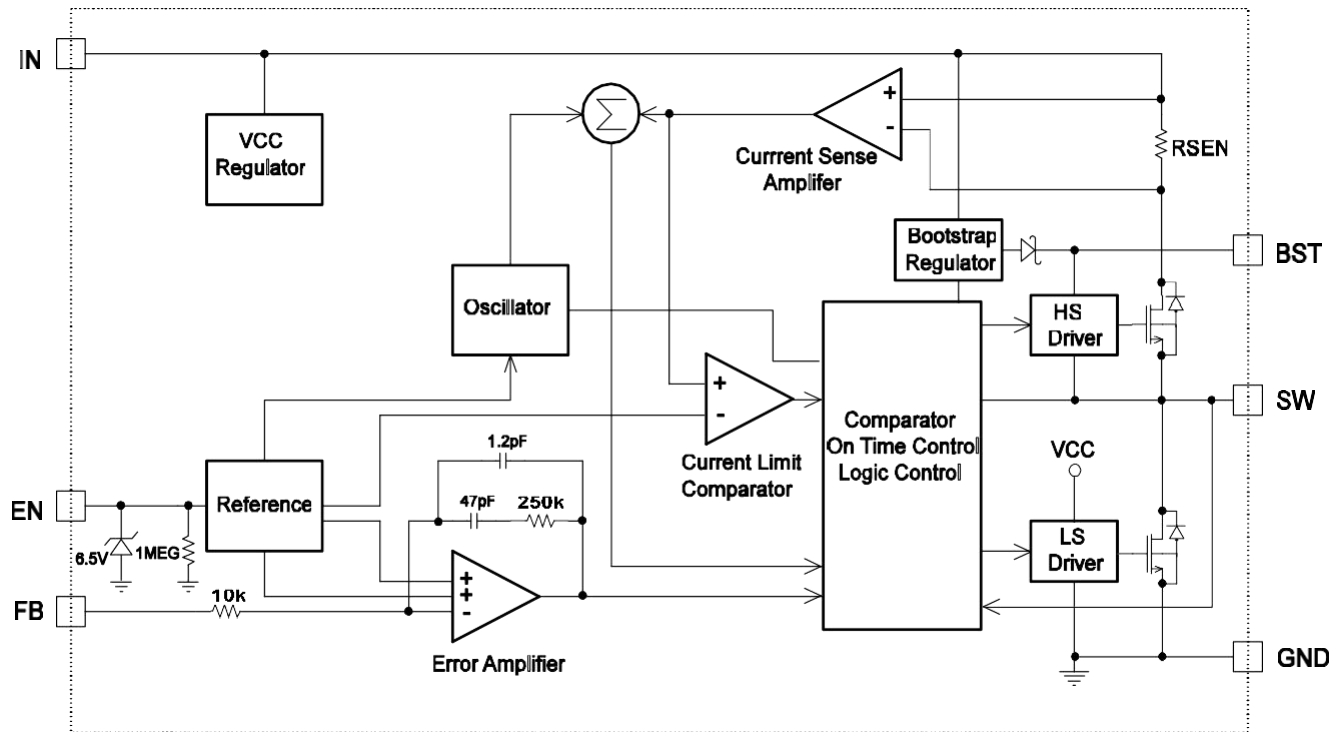 IN
VCC
Regulator
Σ
+
-
Currrent Sense
Amplifer
RSEN
Bootstrap
Regulator
BST
Oscillator
HS
Driver
+
-
Current Limit
Comparator
Comparator
On Time Control
Logic Control
SW
VCC
1.2pF
47pF
250k
EN
Reference
6.5V
1MEG
LS
Driver
FB
10k
+
+
-
Error Amplifier
GND